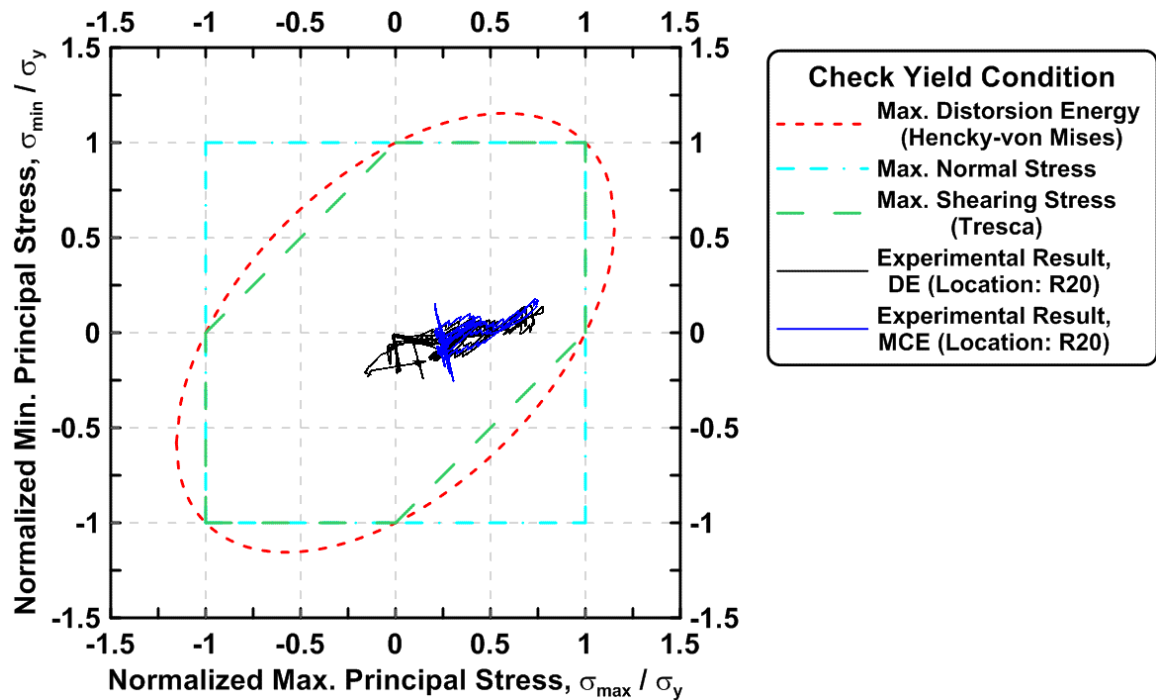 -1.5 -1 -0.5 0 0.5 1 1.5
1.5 1.5
1 1
0.5 0.5
0 0
-0.5 -0.5
-1 -1
-1.5 -1.5
-1.5 -1 -0.5 0 0.5 1 1.5
Normalized Max. Principal Stress, σmax / σy
Normalized Min. Principal Stress, σmin / σy
Check Yield Condition
Max. Distorsion Energy
(Hencky-von Mises)
Max. Normal Stress
Max. Shearing Stress
(Tresca)
Experimental Result,
DE (Location: R20)
Experimental Result,
MCE (Location: R20)